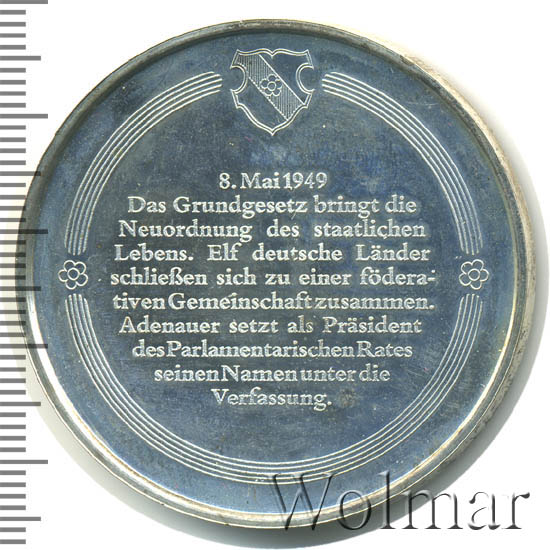 8. Mai 1949
Das Grundgesetz bringt die
Neuordnung des staatlichen
Lebens. Elf deutsche Länder
schließen sich zu einer födera-
tiven Gemeinschaft zusammen.
Adenauer setzt als Präsident
des Parlamentarischen Rates
seinen Namen unter die
Verfassung.
Wolmar